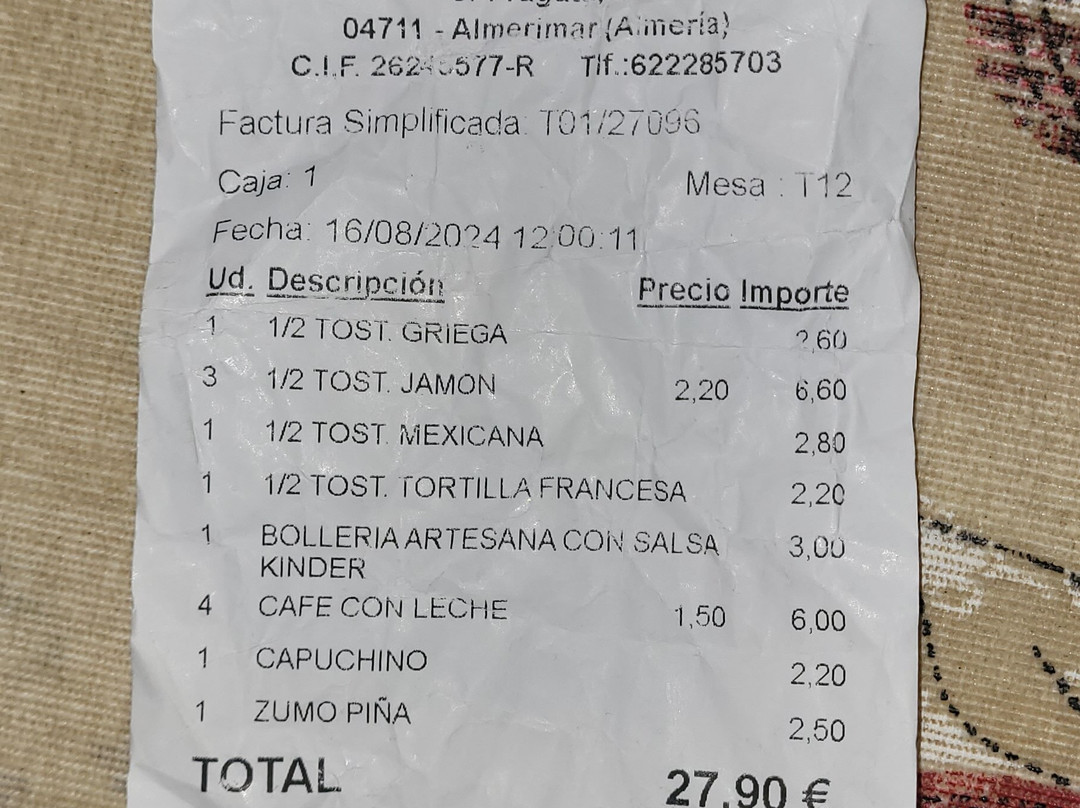 04711 - Almerimar (Almería)
C.I.F. Tlf.:622285703
Factura Simplificada: T01/27096
Caja: 1 Mesa : T12
Fecha: 16/08/2024 12:00:11
Ud. Descripción Precio Importe
1 1/2 TOST. GRIEGA 2,60
3 1/2 TOST. JAMON 2,20 6,60
1 1/2 TOST. MEXICANA 2,80
1 1/2 TOST. TORTILLA FRANCESA 2,20
1 BOLLERIA ARTESANA CON SALSA 3,00
KINDER
4 CAFE CON LECHE 1,50 6,00
1 CAPUCHINO 2,20
1 ZUMO PIÑA 2,50
TOTAL 27,90 €